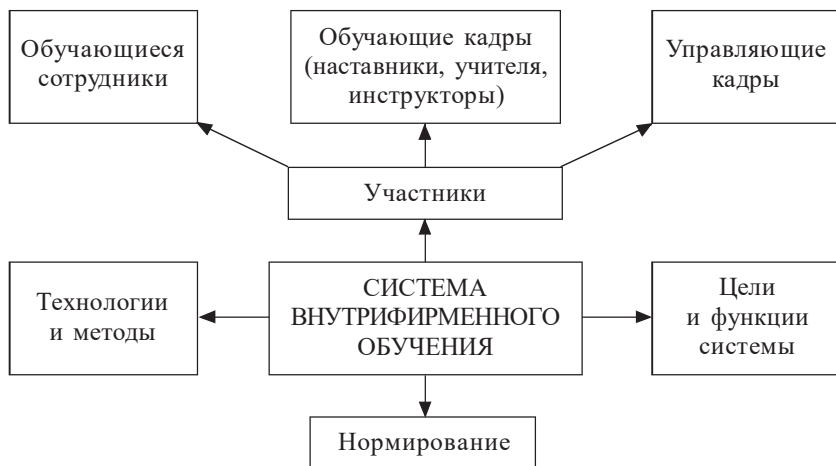 Обучающиеся
сотрудники
Обучающие кадры
(наставники, учителя,
инструкторы)
Управляющие
кадры
Участники
Технологии
и методы
СИСТЕМА
ВНУТРИФИРМЕННОГО
ОБУЧЕНИЯ
Цели
и функции
системы
Нормирование